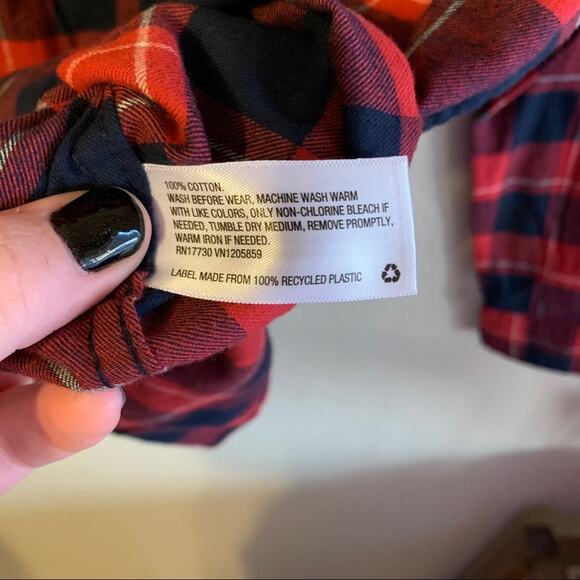 100% COTTON.
WASH BEFORE WEAR, MACHINE WASH WARM
WITH LIKE COLORS, ONLY NON-CHLORINE BLEACH IF
NEEDED, TUMBLE DRY MEDIUM, REMOVE PROMPTLY,
WARM IRON IF NEEDED.
RN17730 VN1205859
LABEL MADE FROM 100% RECYCLED PLASTIC